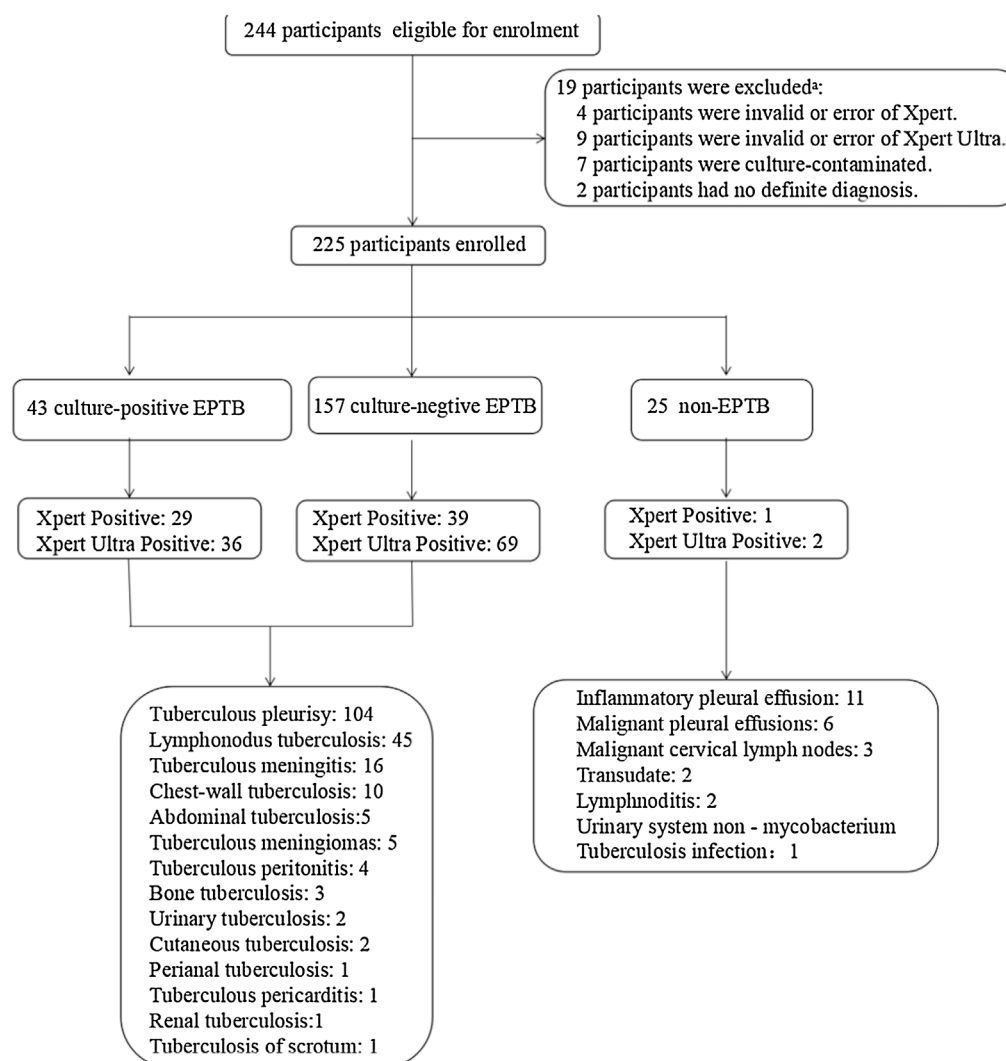 244 participants eligible for enrolment
19 participants were excludedᵃ:
4 participants were invalid or error of Xpert.
9 participants were invalid or error of Xpert Ultra.
7 participants were culture-contaminated.
2 participants had no definite diagnosis.
225 participants enrolled
43 culture-positive EPTB
157 culture-negtive EPTB
25 non-EPTB
Xpert Positive: 29
Xpert Ultra Positive: 36
Xpert Positive: 39
Xpert Ultra Positive: 69
Xpert Positive: 1
Xpert Ultra Positive: 2
Tuberculous pleurisy: 104
Lymphonodus tuberculosis: 45
Tuberculous meningitis: 16
Chest-wall tuberculosis: 10
Abdominal tuberculosis:5
Tuberculous meningiomas: 5
Tuberculous peritonitis: 4
Bone tuberculosis: 3
Urinary tuberculosis: 2
Cutaneous tuberculosis: 2
Perianal tuberculosis: 1
Tuberculous pericarditis: 1
Renal tuberculosis:1
Tuberculosis of scrotum: 1
Inflammatory pleural effusion: 11
Malignant pleural effusions: 6
Malignant cervical lymph nodes: 3
Transudate: 2
Lymphnoditis: 2
Urinary system non - mycobacterium
Tuberculosis infection：1